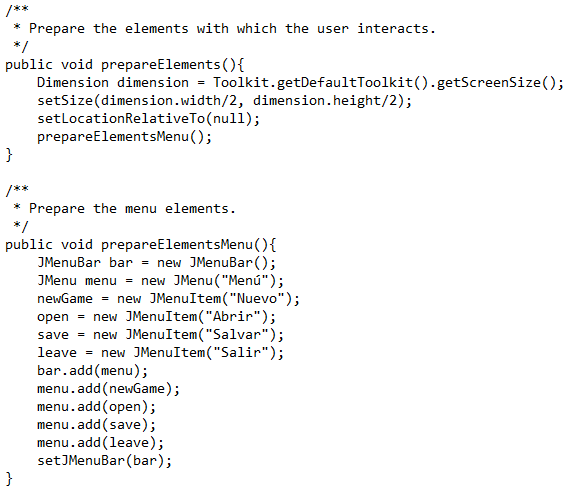 /**
 * Prepare the elements with which the user interacts.
 */
public void prepareElements(){
    Dimension dimension = Toolkit.getDefaultToolkit().getScreenSize();
    setSize(dimension.width/2, dimension.height/2);
    setLocationRelativeTo(null);
    prepareElementsMenu();
}

/**
 * Prepare the menu elements.
 */
public void prepareElementsMenu(){
    JMenuBar bar = new JMenuBar();
    JMenu menu = new JMenu("Menú");
    newGame = new JMenuItem("Nuevo");
    open = new JMenuItem("Abrir");
    save = new JMenuItem("Salvar");
    leave = new JMenuItem("Salir");
    bar.add(menu);
    menu.add(newGame);
    menu.add(open);
    menu.add(save);
    menu.add(leave);
    setJMenuBar(bar);
}